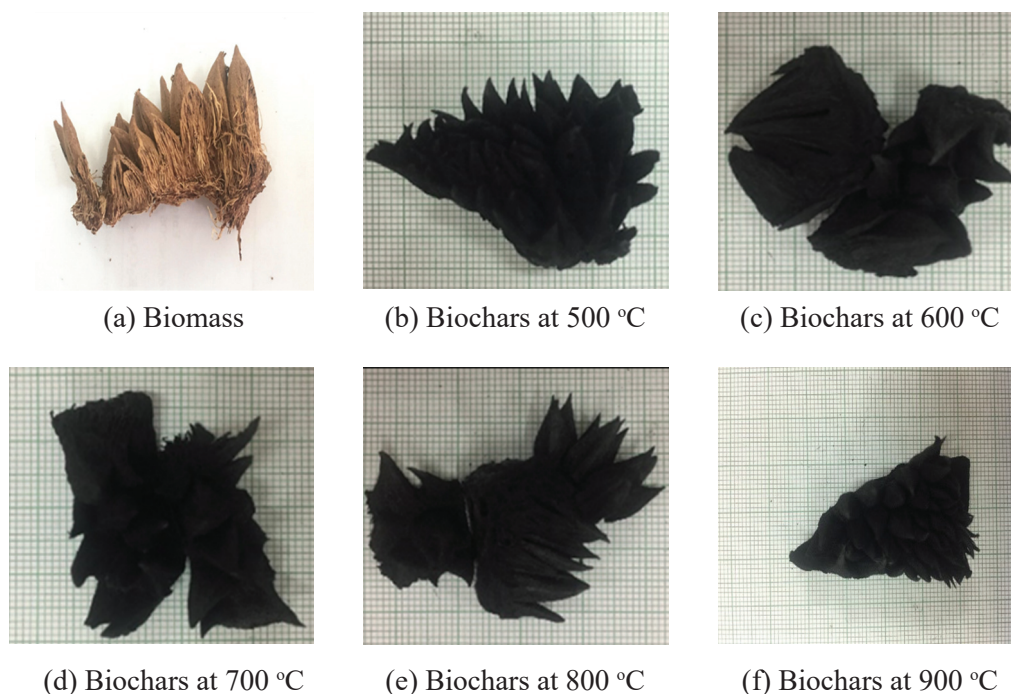 (a) Biomass
(b) Biochars at 500 °C
(c) Biochars at 600 °C
(d) Biochars at 700 °C
(e) Biochars at 800 °C
(f) Biochars at 900 °C